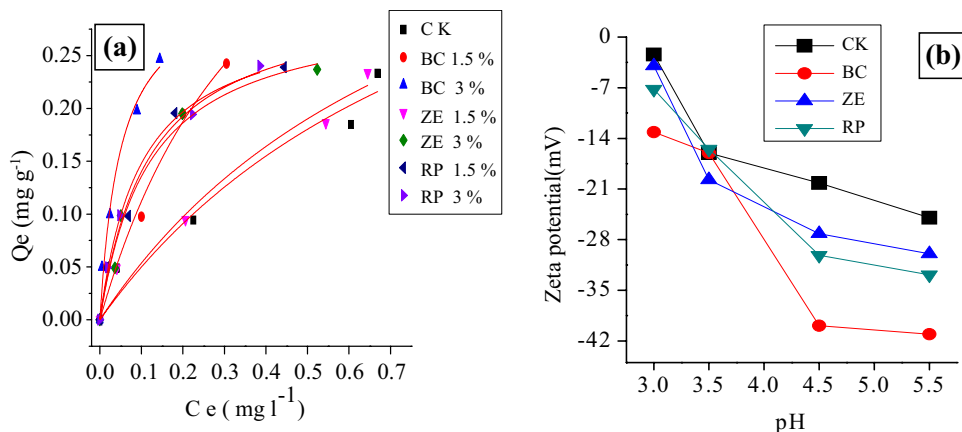 (a)
0.25
0.20
0.15
0.10
0.05
0.00
Qe (mg g-1)
0.0 0.1 0.2 0.3 0.4 0.5 0.6 0.7
C e ( mg l-1)
C K
BC 1.5 %
BC 3 %
ZE 1.5 %
ZE 3 %
RP 1.5 %
RP 3 %
(b)
0
-7
-14
-21
-28
-35
-42
Zeta potential(mV)
3.0 3.5 4.0 4.5 5.0 5.5
pH
CK
BC
ZE
RP